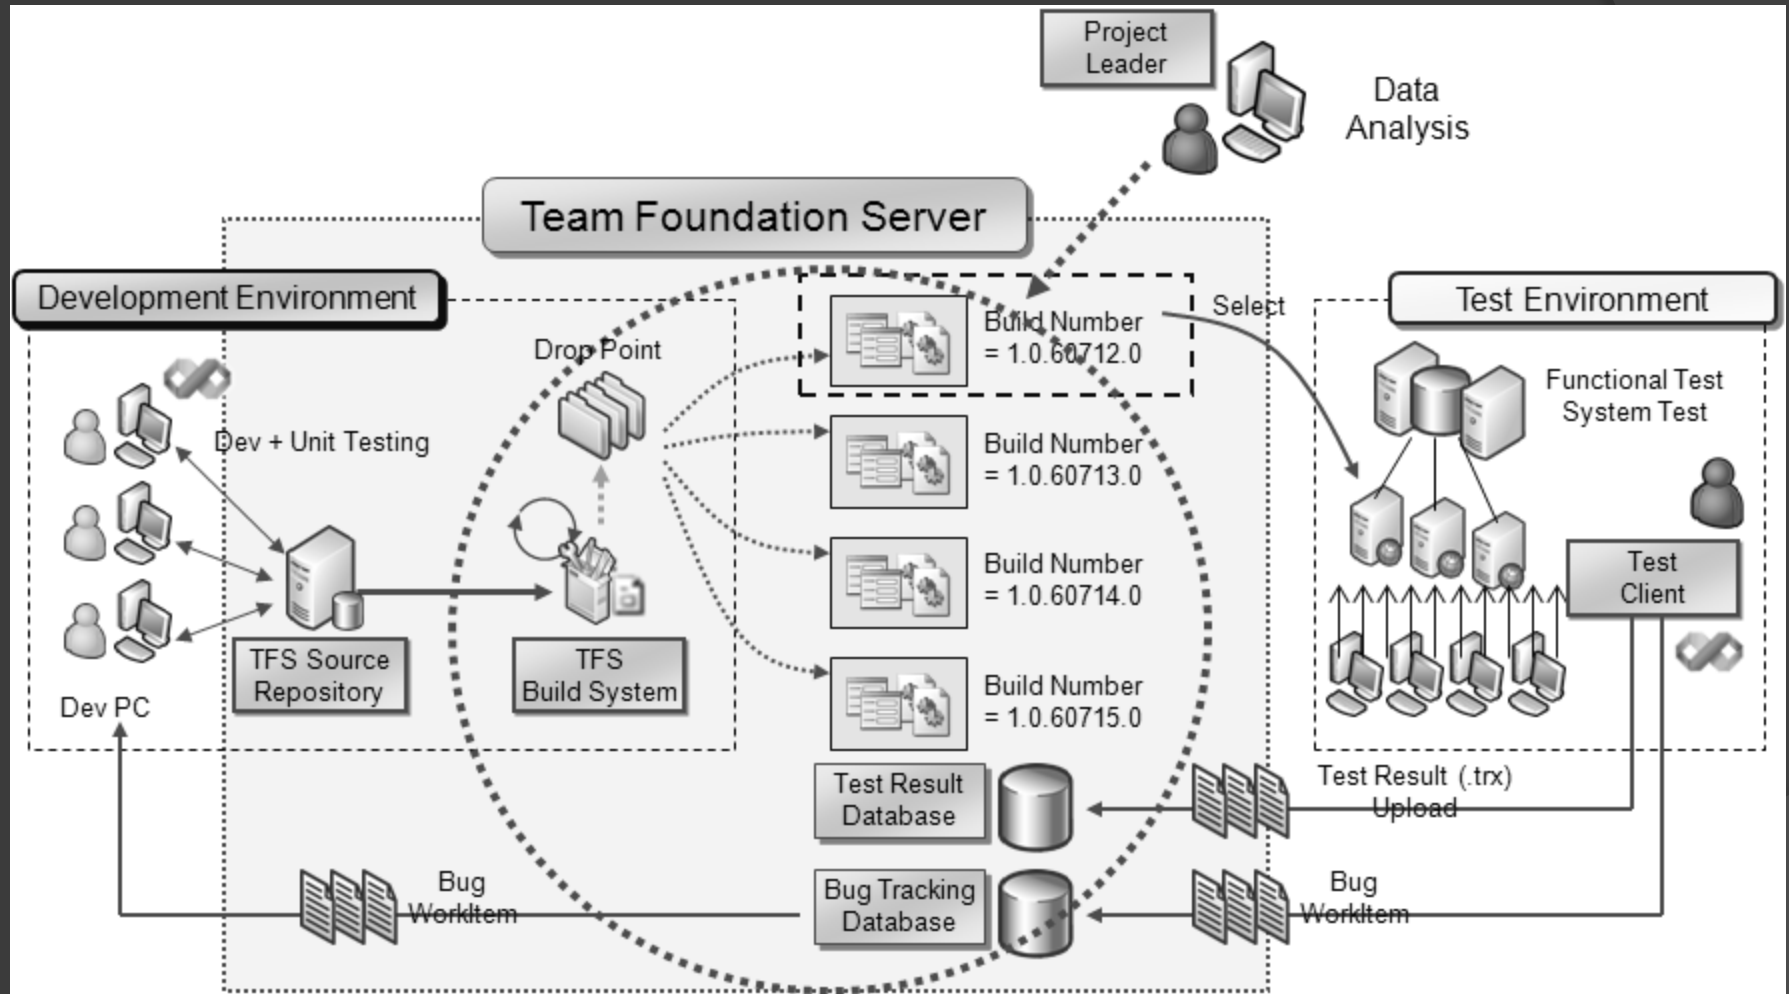 Project
Leader
Data
Analysis
Team Foundation Server
Development Environment
Test Environment
Drop Point
Build Number
= 1.0.60712.0
Select
Functional Test
System Test
Dev + Unit Testing
Build Number
= 1.0.60713.0
Build Number
= 1.0.60714.0
Test
Client
TFS Source
Repository
TFS
Build System
Dev PC
Build Number
= 1.0.60715.0
Test Result
Database
Test Result (.trx)
Upload
Bug
WorkItem
Bug Tracking
Database
Bug
WorkItem